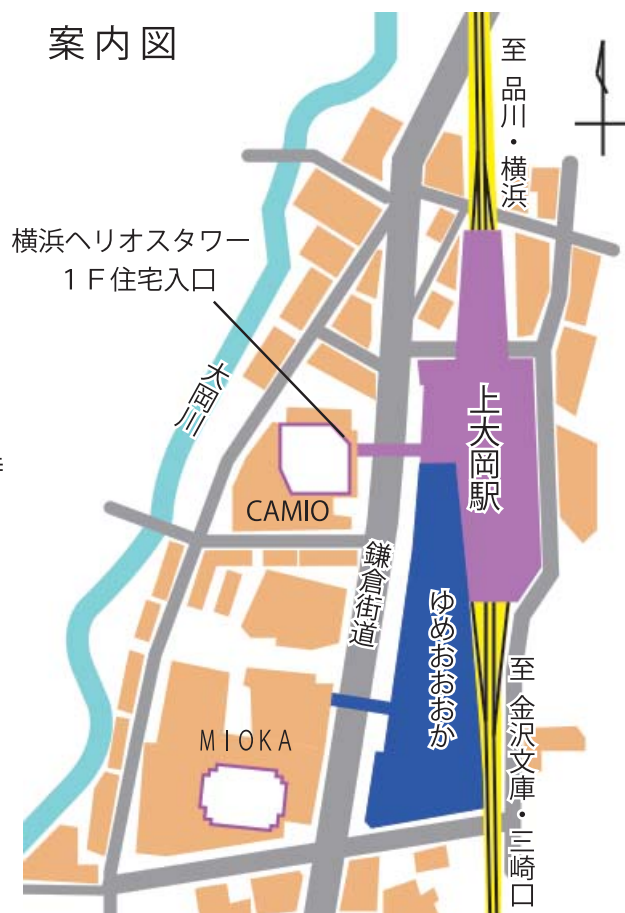 案内図
至 品川・横浜
横浜ヘリオスタワー
1F住宅入口
大岡川
上大岡駅
CAMIO
鎌倉街道
ゆめおおおか
MIOKA
至 金沢文庫・三崎口